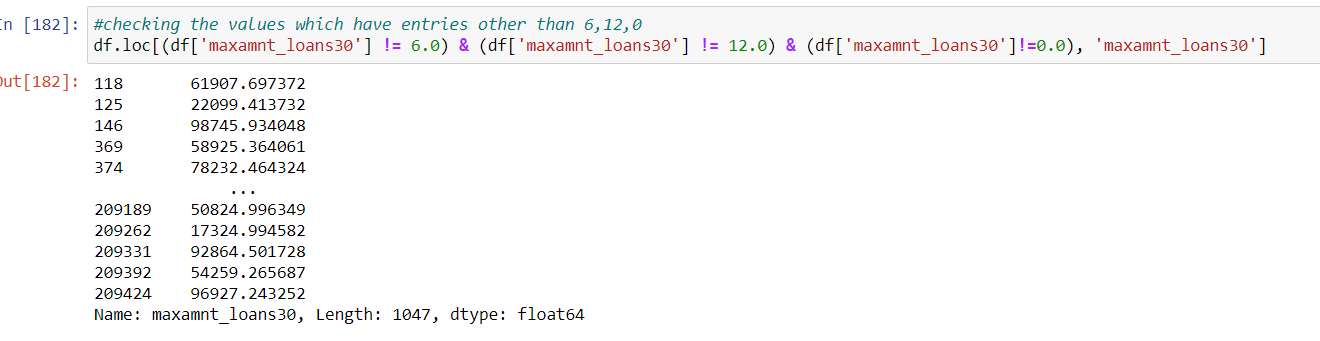 In [182]: #checking the values which have entries other than 6,12,0
df.loc[(df['maxamnt_loans30'] != 6.0) & (df['maxamnt_loans30'] != 12.0) & (df['maxamnt_loans30']!=0.0), 'maxamnt_loans30']
Out[182]: 118 61907.697372
125 22099.413732
146 98745.934048
369 58925.364061
374 78232.464324
...
209189 50824.996349
209262 17324.994582
209331 92864.501728
209392 54259.265687
209424 96927.243252
Name: maxamnt_loans30, Length: 1047, dtype: float64